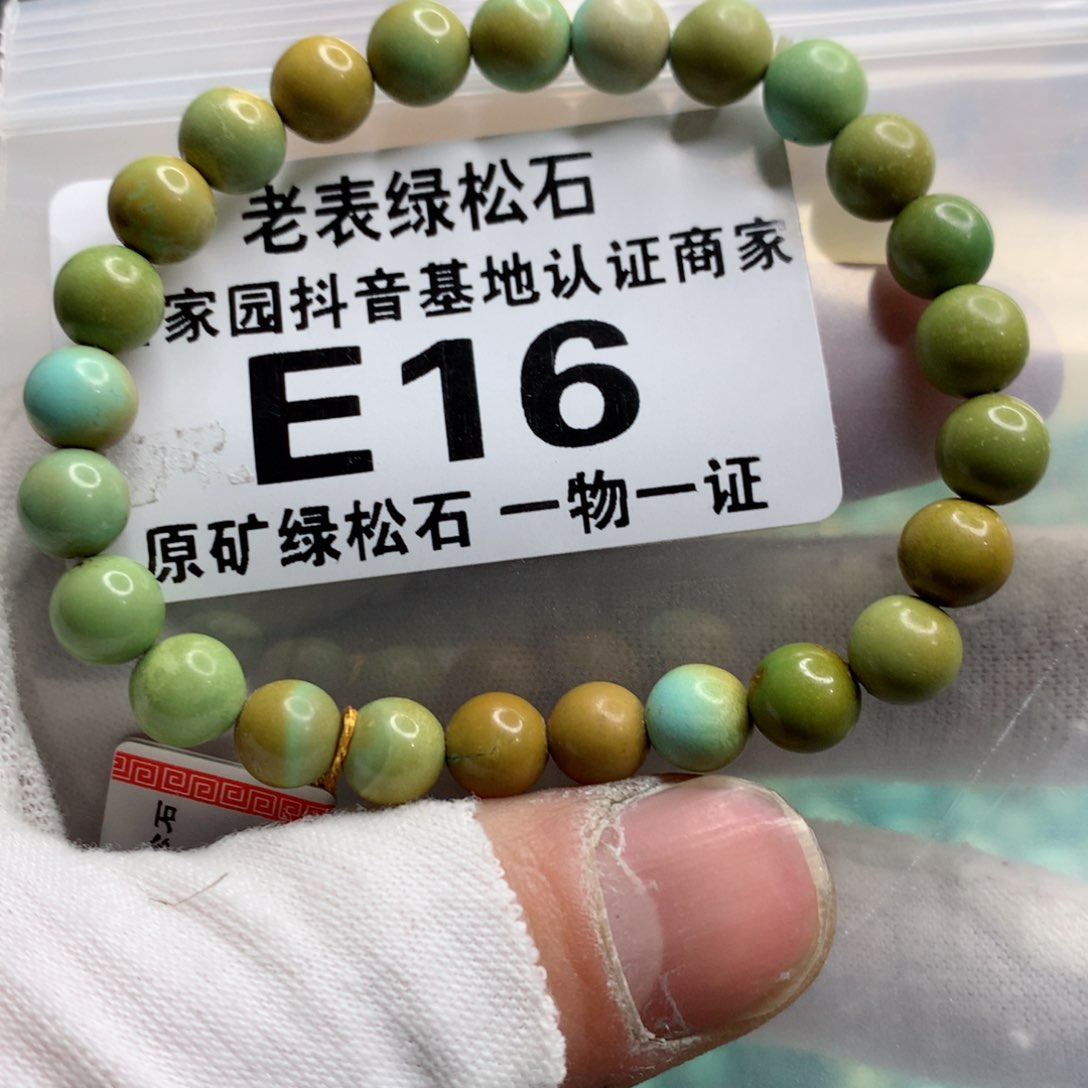 老表绿松石
家园抖音基地认证商家
E16
原矿绿松石 一物一证
石